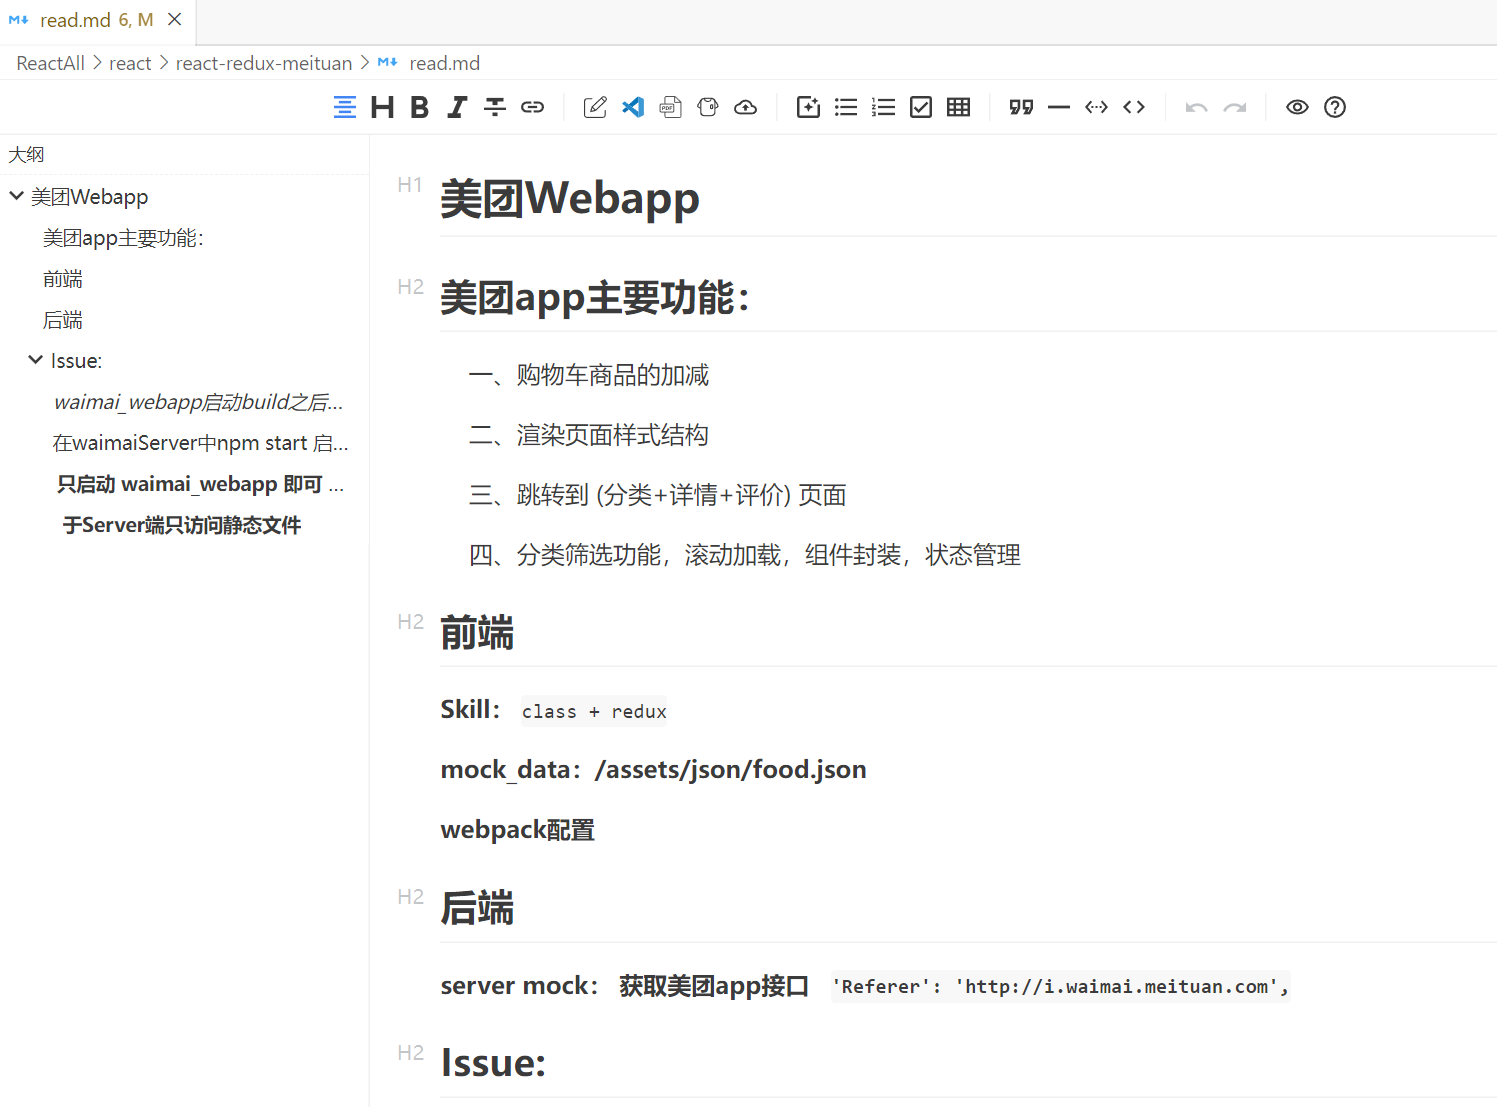 read.md 6, M
ReactAll > react > react-redux-meituan > read.md
大纲
美团Webapp
美团app主要功能：
前端
后端
Issue:
waimai_webapp启动build之后...
在waimaiServer中npm start 启...
只启动 waimai_webapp 即可 ...
于Server端只访问静态文件
H1 美团Webapp
H2 美团app主要功能：
一、购物车商品的加减
二、渲染页面样式结构
三、跳转到 (分类+详情+评价) 页面
四、分类筛选功能，滚动加载，组件封装，状态管理
H2 前端
Skill： class + redux
mock_data：/assets/json/food.json
webpack配置
H2 后端
server mock： 获取美团app接口 'Referer': 'http://i.waimai.meituan.com',
H2 Issue: